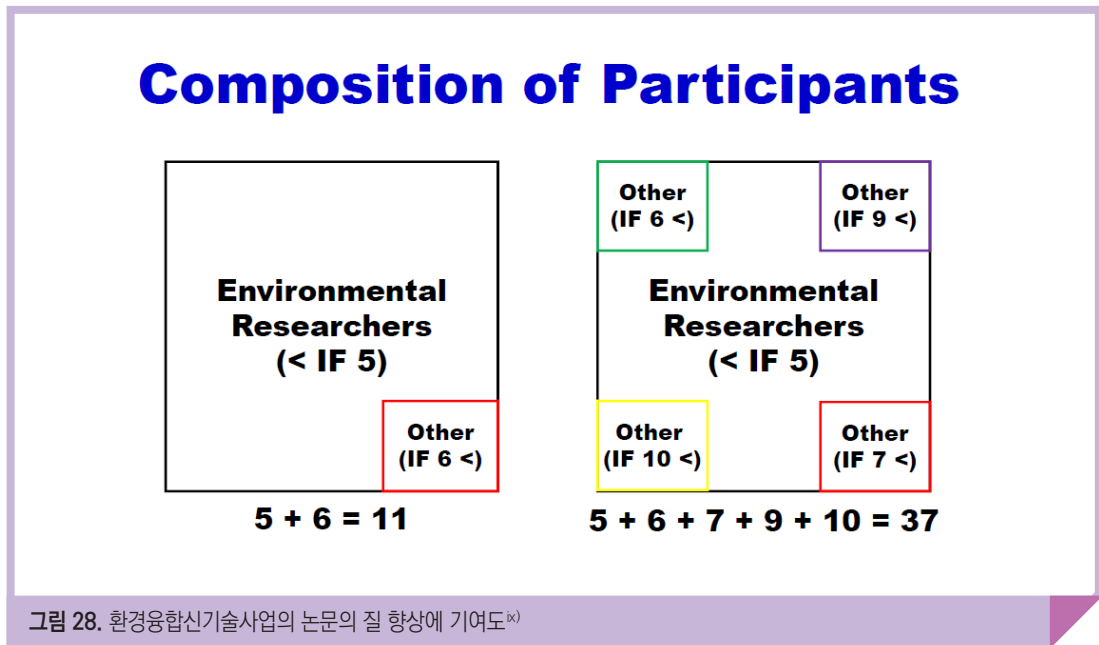 Composition of Participants
Environmental
Researchers
(< IF 5)
Other
(IF 6 <)
5 + 6 = 11
Other
(IF 6 <)
Other
(IF 9 <)
Environmental
Researchers
(< IF 5)
Other
(IF 10 <)
Other
(IF 7 <)
5 + 6 + 7 + 9 + 10 = 37
그림 28. 환경융합신기술사업의 논문의 질 향상에 기여도ix)